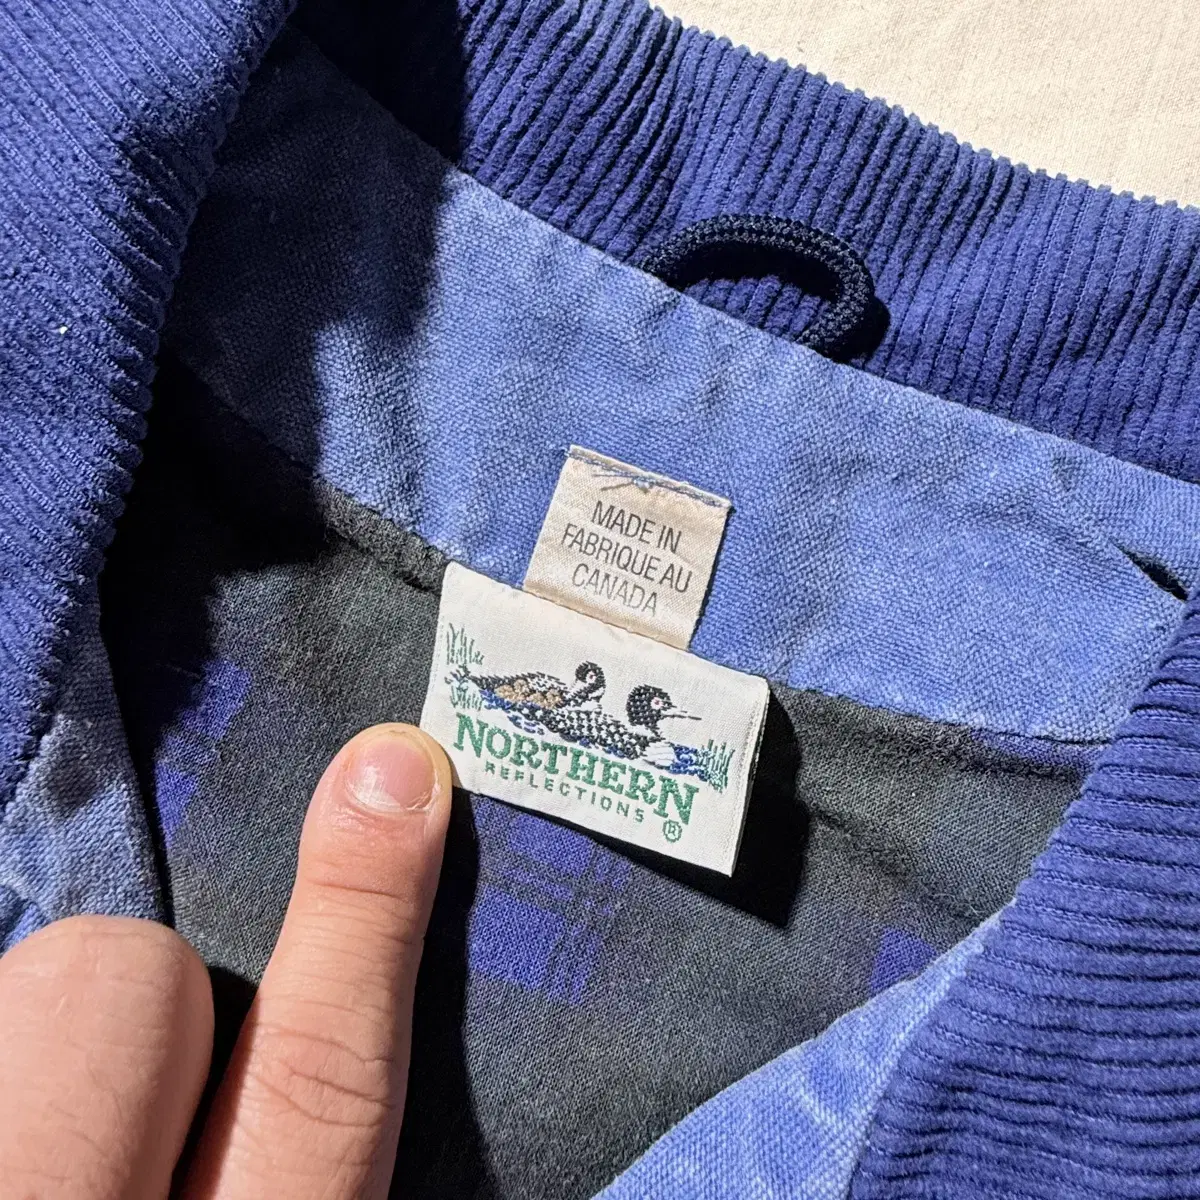 MADE IN
FABRIQUE AU
CANADA
NORTHERN
REFLECTIONS
®